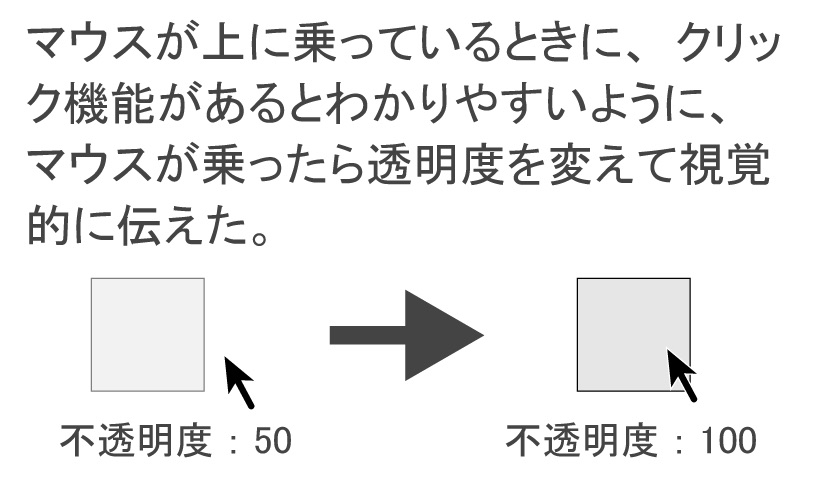 マウスが上に乗っているときに、 クリッ
ク機能があるとわかりやすいように、
マウスが乗ったら透明度を変えて視覚
的に伝えた。
不透明度：50
不透明度：100